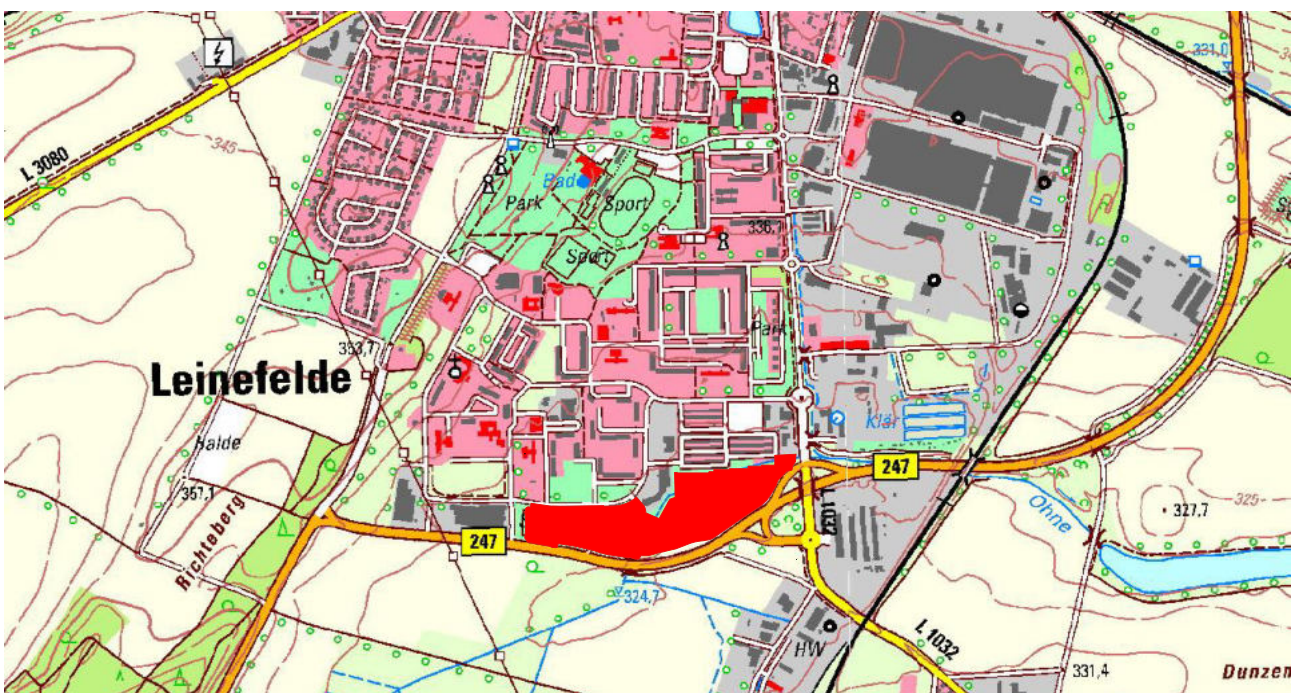 331,0
L 3080
345
Bad
Park
Sport
336,1
Sport
Park
353,7
Leinefelde
Klär
Halde
247
357,1
Ohne
325
327,7
L 1032
247
Richteberg
324,7
L 1032
HW
331,4
Dunzen